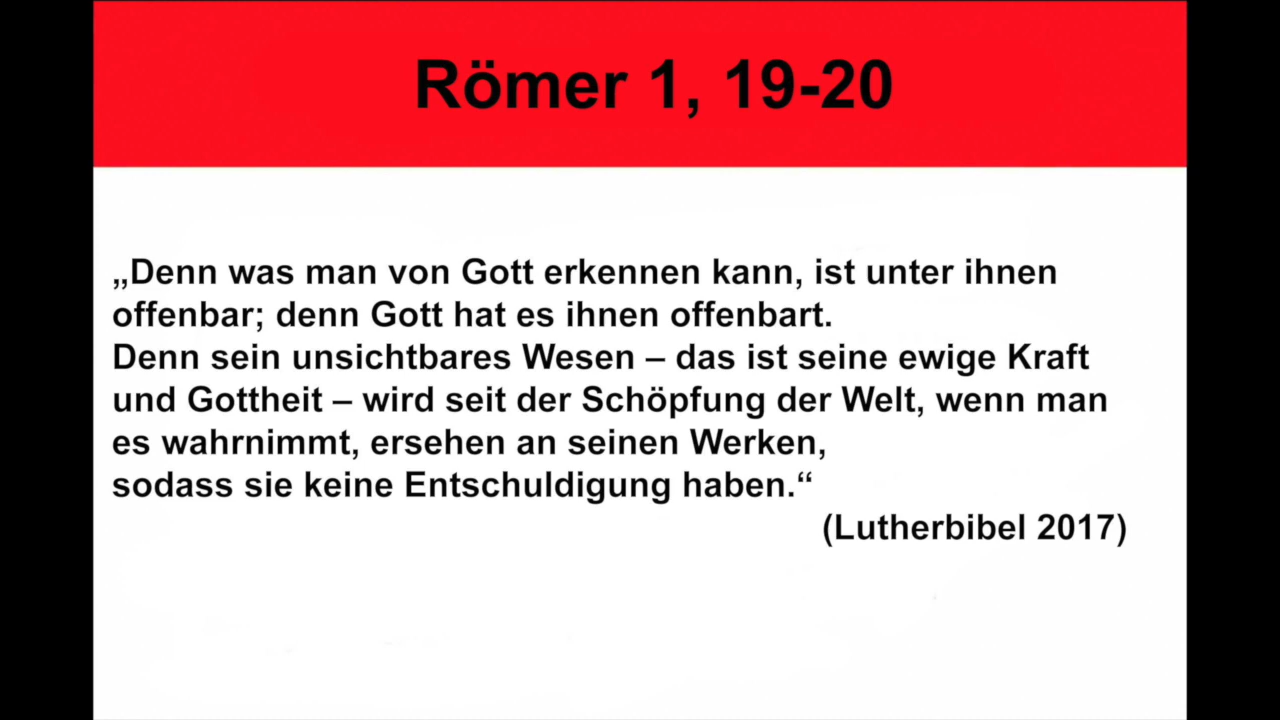 Römer 1, 19-20
„Denn was man von Gott erkennen kann, ist unter ihnen
offenbar; denn Gott hat es ihnen offenbart.
Denn sein unsichtbares Wesen – das ist seine ewige Kraft
und Gottheit – wird seit der Schöpfung der Welt, wenn man
es wahrnimmt, ersehen an seinen Werken,
sodass sie keine Entschuldigung haben.“
(Lutherbibel 2017)